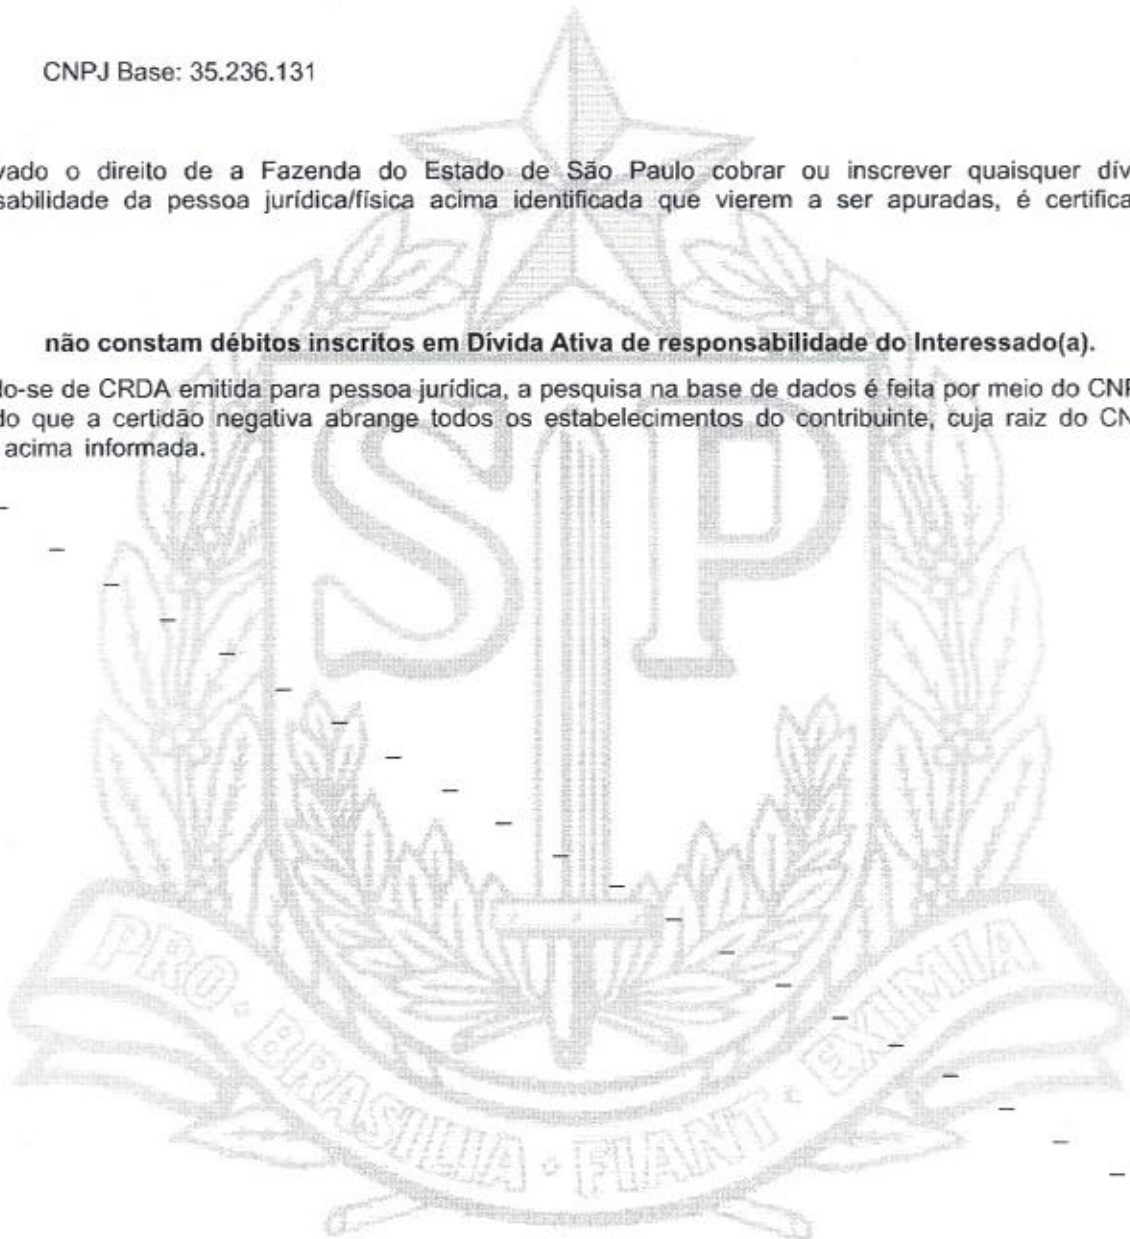 CNPJ Base: 35.236.131
vado o direito de a Fazenda do Estado de São Paulo cobrar ou inscrever quaisquer dív
sabilidade da pessoa jurídica/física acima identificada que vierem a ser apuradas, é certifica
não constam débitos inscritos em Dívida Ativa de responsabilidade do Interessado(a).
do-se de CRDA emitida para pessoa jurídica, a pesquisa na base de dados é feita por meio do CNP
do que a certidão negativa abrange todos os estabelecimentos do contribuinte, cuja raiz do CN
acima informada.
SP
PRO · BRASILIA · FIANT · EXIMIA